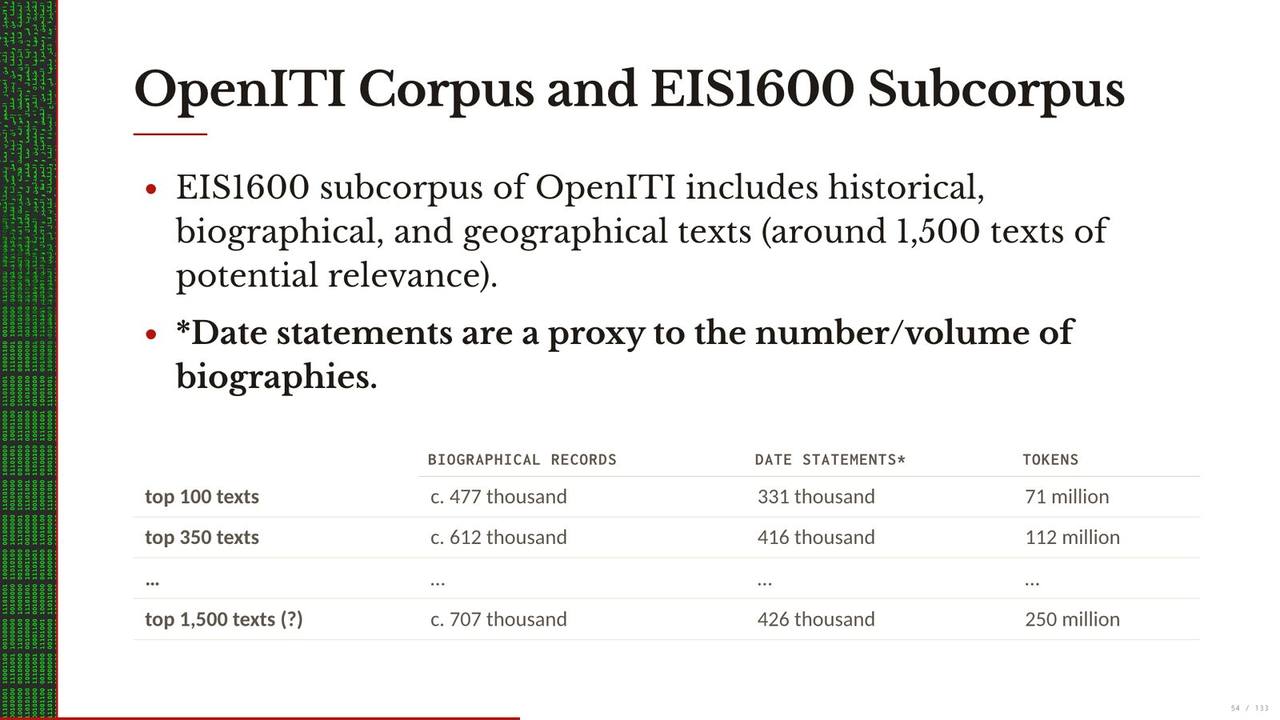 OpenITI Corpus and EIS1600 Subcorpus
• EIS1600 subcorpus of OpenITI includes historical,
biographical, and geographical texts (around 1,500 texts of
potential relevance).
• *Date statements are a proxy to the number/volume of
biographies.
BIOGRAPHICAL RECORDS DATE STATEMENTS* TOKENS
top 100 texts c. 477 thousand 331 thousand 71 million
top 350 texts c. 612 thousand 416 thousand 112 million
... ... ... ...
top 1,500 texts (?) c. 707 thousand 426 thousand 250 million
54 / 133